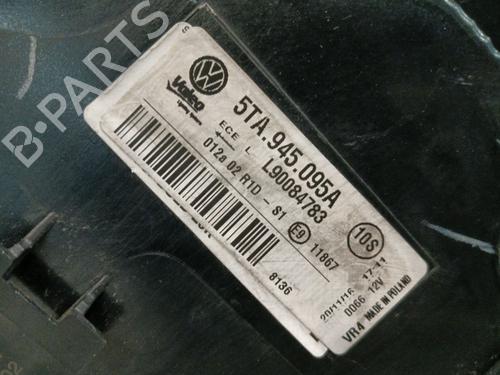 B-PARTS
Valeo
5TA.945.095A
ECE L L90084783
012a 02 R1D - S1
E9 11867
10S
8136
20/11/16 17:11
0066 12V
VR4 MADE IN POLAND